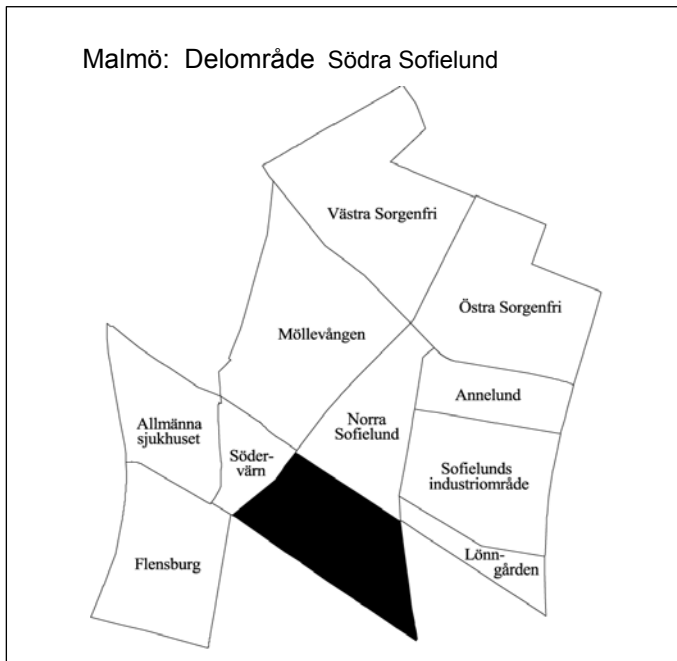 Malmö: Delområde Södra Sofielund
Västra Sorgenfri
Östra Sorgenfri
Möllevången
Annelund
Allmänna
sjukhuset
Norra
Sofielund
Söder-
värn
Sofielunds
industriområde
Flensburg
Lönn-
gården